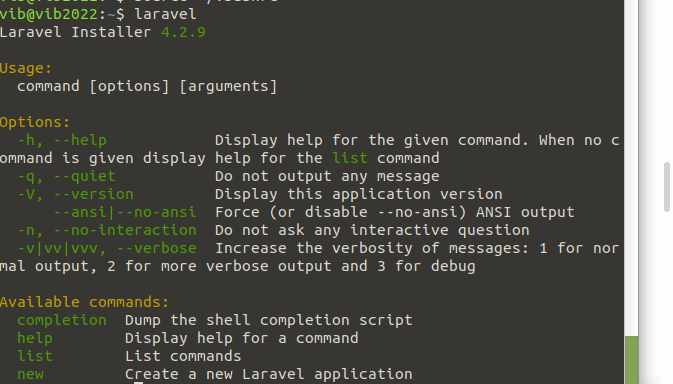 vib@vib2022:~$ laravel
Laravel Installer 4.2.9
Usage:
command [options] [arguments]
Options:
-h, --help Display help for the given command. When no c
ommand is given display help for the list command
-q, --quiet Do not output any message
-V, --version Display this application version
--ansi|--no-ansi Force (or disable --no-ansi) ANSI output
-n, --no-interaction Do not ask any interactive question
-v|vv|vvv, --verbose Increase the verbosity of messages: 1 for nor
mal output, 2 for more verbose output and 3 for debug
Available commands:
completion Dump the shell completion script
help Display help for a command
list List commands
new Create a new Laravel application